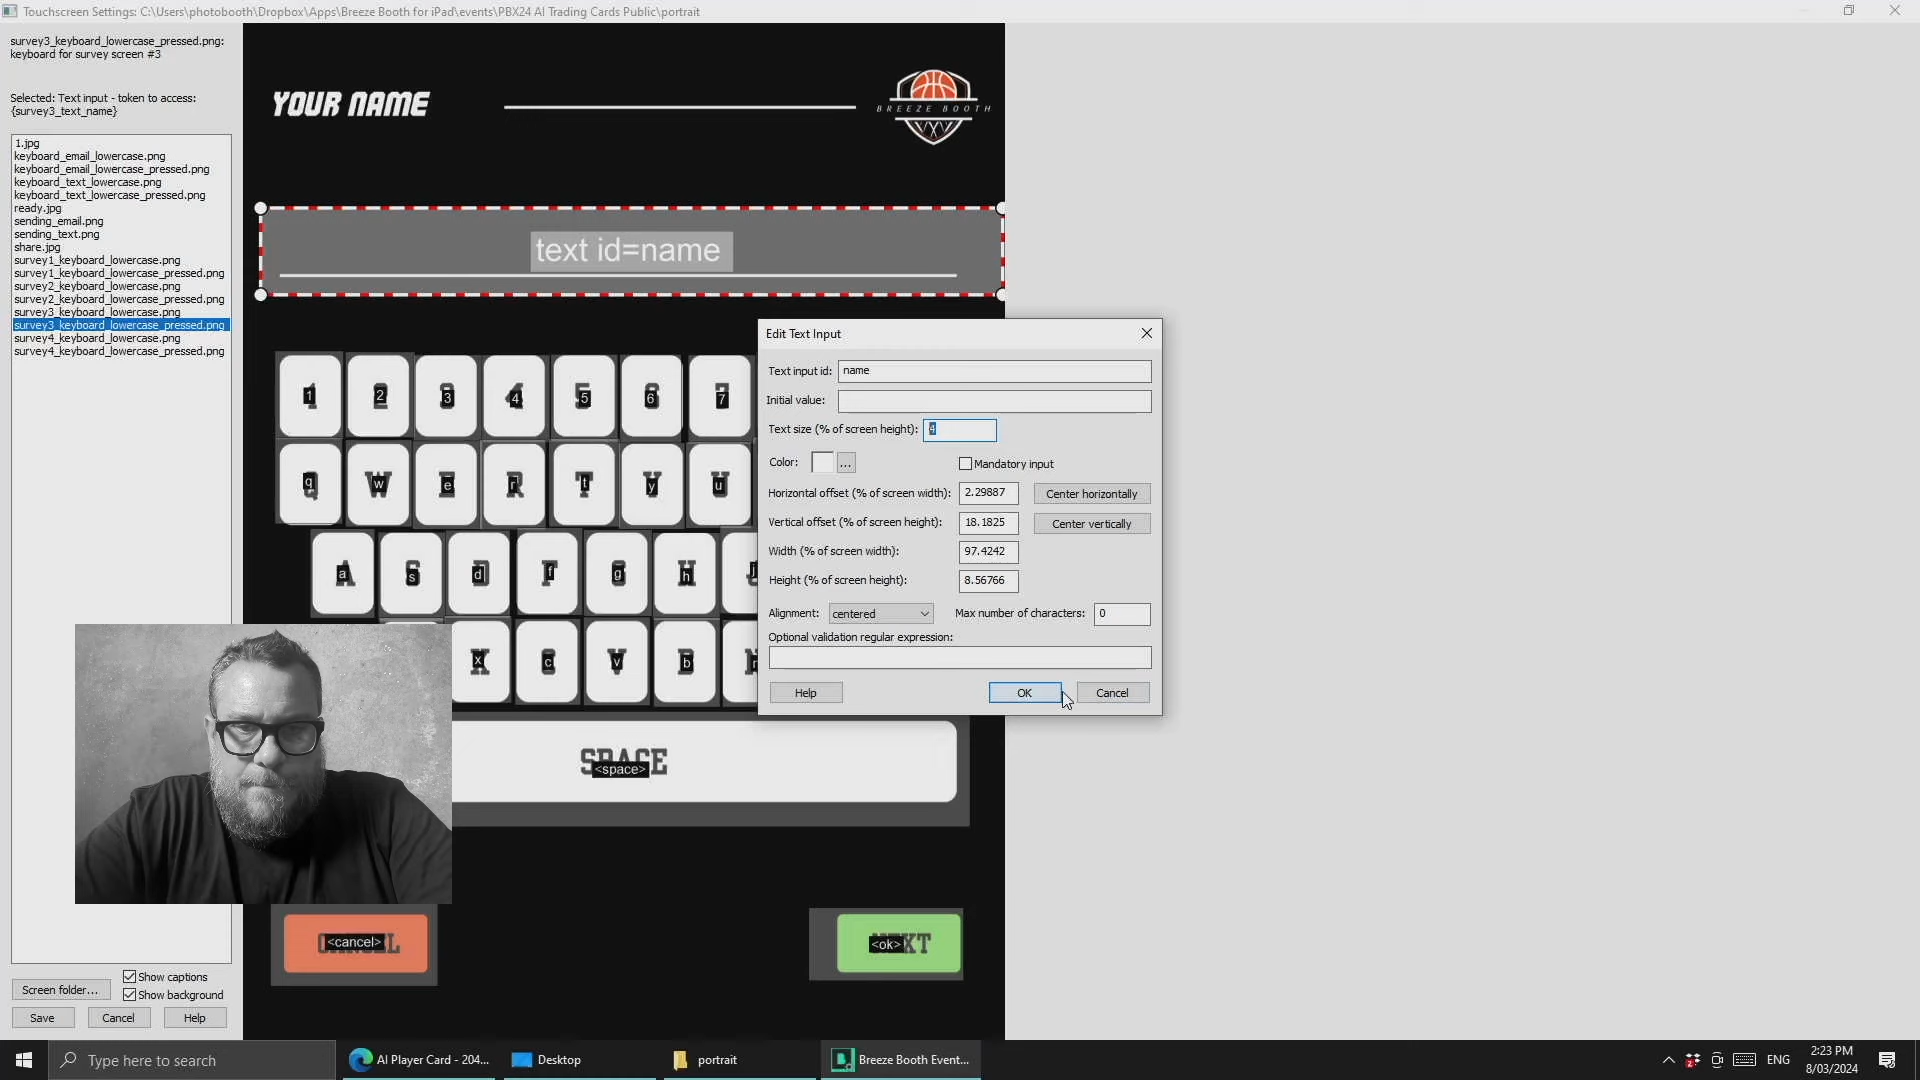 Touchscreen Settings: C:\Users\photobooth\Dropbox\Apps\Breeze Booth for iPad\events\PBX24 AI Trading Cards Public\portrait
survey3_keyboard_lowercase_pressed.png:
keyboard for survey screen #3
Selected: Text input - token to access:
{survey3_text_name}
1.jpg
keyboard_email_lowercase.png
keyboard_email_lowercase_pressed.png
keyboard_text_lowercase.png
keyboard_text_lowercase_pressed.png
ready.jpg
sending_email.png
sending_text.png
share.jpg
survey1_keyboard_lowercase.png
survey1_keyboard_lowercase_pressed.png
survey2_keyboard_lowercase.png
survey2_keyboard_lowercase_pressed.png
survey3_keyboard_lowercase.png
survey3_keyboard_lowercase_pressed.png
survey4_keyboard_lowercase.png
survey4_keyboard_lowercase_pressed.png
YOUR NAME
BREEZE BOOTH
text id=name
1 2 3 4 5 6 7
q w e r t y u
a s d f g h j
x c v b
SPACE
<space>
<cancel>
NEXT
<ok>
Edit Text Input
Text input id: name
Initial value:
Text size (% of screen height): 4
Color: ... Mandatory input
Horizontal offset (% of screen width): 2.29887 Center horizontally
Vertical offset (% of screen height): 18.1825 Center vertically
Width (% of screen width): 97.4242
Height (% of screen height): 8.56766
Alignment: centered Max number of characters: 0
Optional validation regular expression:
Help OK Cancel
Screen folder... Show captions
Show background
Save Cancel Help
Type here to search
AI Player Card - 204...
Desktop
portrait
Breeze Booth Event...
ENG
2:23 PM
8/03/2024